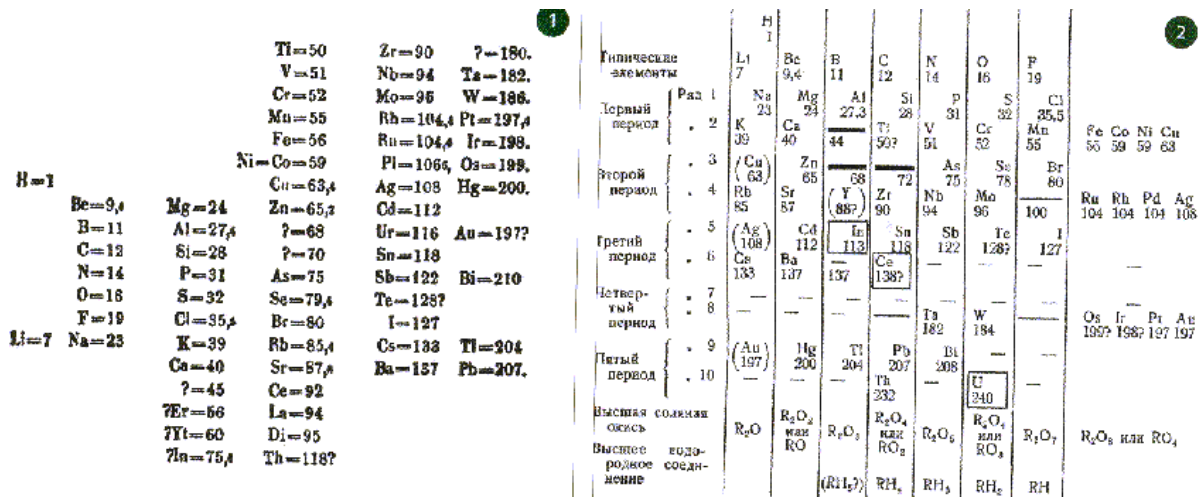 1
Ti=50 Zr=90 ?=180.
V=51 Nb=94 Ta=182.
Cr=52 Mo=96 W=186.
Mn=55 Rh=104,4 Pt=197,4
Fe=56 Ru=104,4 Ir=198.
Ni=Co=59 Pl=1066, Os=199.
H=1 Cu=63,4 Ag=108 Hg=200.
Be=9,4 Mg=24 Zn=65,2 Cd=112
B=11 Al=27,4 ?=68 Ur=116 Au=197?
C=12 Si=28 ?=70 Sn=118
N=14 P=31 As=75 Sb=122 Bi=210
O=16 S=32 Se=79,4 Te=128?
F=19 Cl=35,5 Br=80 I=127
Li=7 Na=23 K=39 Rb=85,4 Cs=133 Tl=204
Ca=40 Sr=87,6 Ba=137 Pb=207.
?=45 Ce=92
?Er=56 La=94
?Yt=60 Di=95
?In=75,6 Th=118?
2
H
1
Типические Li Be B C N O F
элементы 7 9,4 11 12 14 16 19
Первый период
Ряд 1 Na Mg Al Si P S Cl
23 24 27,3 28 31 32 35,5
" 2 K Ca — Ti V Cr Mn Fe Co Ni Cu
39 40 44 50? 51 52 55 56 59 59 63
Второй период
" 3 (Cu Zn — — As Se Br
63) 65 68 72 75 78 80
" 4 Rb Sr (Y Zr Nb Mo — Ru Rh Pd Ag
85 87 88?) 90 94 96 100 104 104 104 108
Третий период
" 5 (Ag Cd In Sn Sb Te I
108) 112 113 118 122 128? 127
" 6 Cs Ba — Ce — — — —
133 137 137 138?
Четвертый период
" 7 — — — — — — —
" 8 — — — — Ta W — Os Ir Pt Au
182 184 199? 198? 197 197
Пятый период
" 9 (Au Hg Tl Pb Bi — —
197) 200 204 207 208
" 10 — — — Th — U —
232 240
Высшая соляная окись R₂O R₂O₂ или RO R₂O₃ R₂O₄ или RO₂ R₂O₅ R₂O₆ или RO₃ R₂O₇ R₂O₈ или RO₄
Высшее водородное соединение (RH₅?) RH₄ RH₃ RH₂ RH